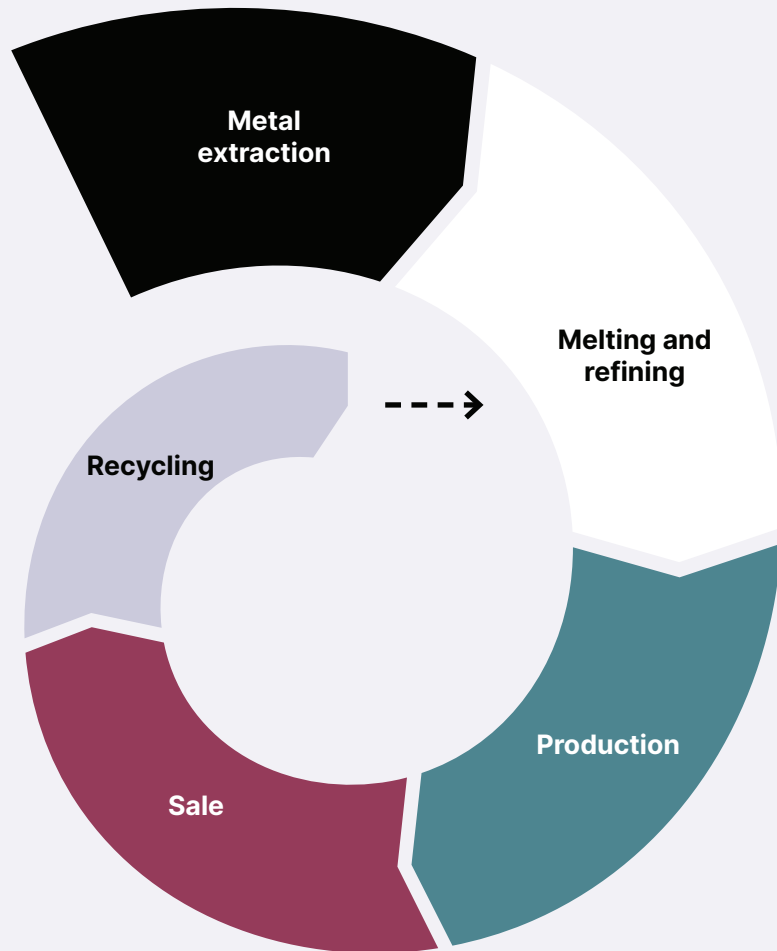 Metal
extraction
Melting and
refining
Recycling
Production
Sale